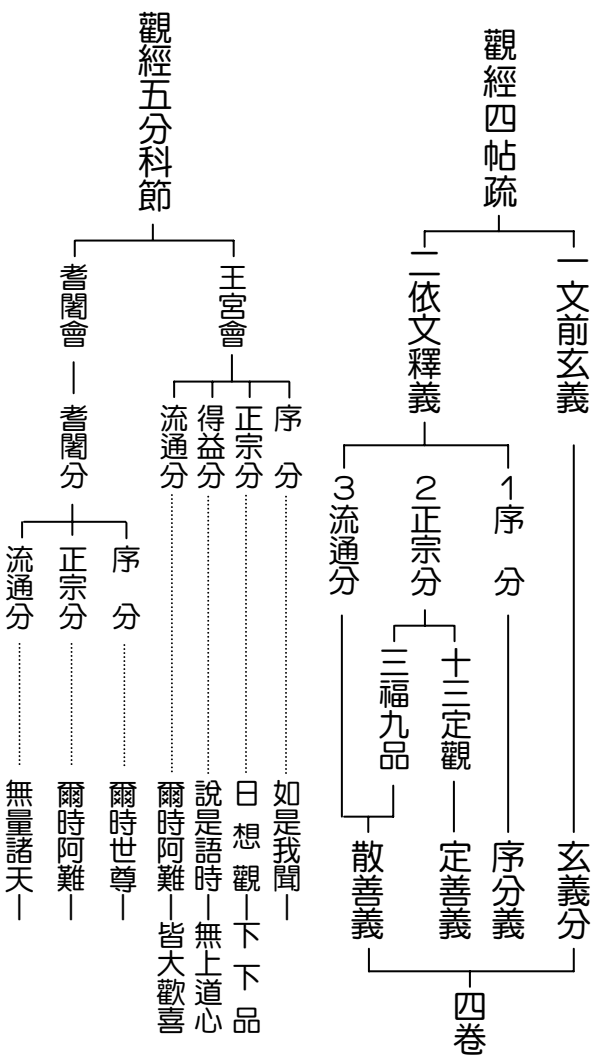 觀經四帖疏
一文前玄義
玄義分
二依文釋義
1序 分
序分義
2正宗分
十三定觀
定善義
三福九品
3流通分
散善義
四卷
觀經五分科節
王宮會
序 分
如是我聞—
正宗分
日想觀—下下品
得益分
說是語時—無上道心
流通分
爾時阿難—皆大歡喜
耆闍會—耆闍分
序 分
爾時世尊—
正宗分
爾時阿難—
流通分
無量諸天—